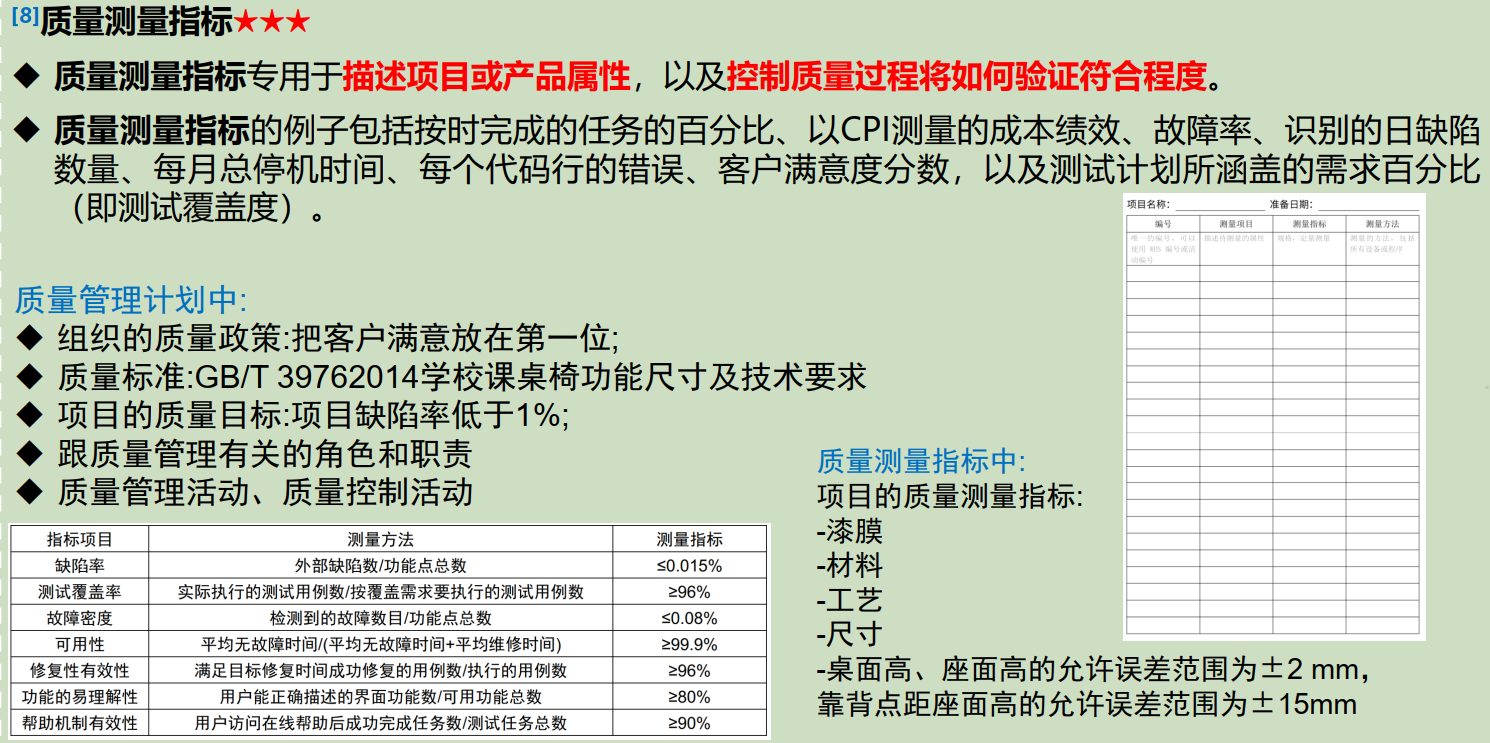 [8]质量测量指标★★★
◆ 质量测量指标专用于描述项目或产品属性，以及控制质量过程将如何验证符合程度。
◆ 质量测量指标的例子包括按时完成的任务的百分比、以CPI测量的成本绩效、故障率、识别的日缺陷
数量、每月总停机时间、每个代码行的错误、客户满意度分数，以及测试计划所涵盖的需求百分比
（即测试覆盖度）。
项目名称： 准备日期：
编号 测量项目 测量指标 测量方法
唯一的编号，可以 描述待测量的属性 规格，定量测量 测量的方法，包括
使用 WBS 编号或活 所有设备或程序
动编号
质量管理计划中:
◆ 组织的质量政策:把客户满意放在第一位;
◆ 质量标准:GB/T 39762014学校课桌椅功能尺寸及技术要求
◆ 项目的质量目标:项目缺陷率低于1%;
◆ 跟质量管理有关的角色和职责
◆ 质量管理活动、质量控制活动
指标项目 测量方法 测量指标
缺陷率 外部缺陷数/功能点总数 ≤0.015%
测试覆盖率 实际执行的测试用例数/按覆盖需求要执行的测试用例数 ≥96%
故障密度 检测到的故障数目/功能点总数 ≤0.08%
可用性 平均无故障时间/(平均无故障时间+平均维修时间) ≥99.9%
修复性有效性 满足目标修复时间成功修复的用例数/执行的用例数 ≥96%
功能的易理解性 用户能正确描述的界面功能数/可用功能总数 ≥80%
帮助机制有效性 用户访问在线帮助后成功完成任务数/测试任务总数 ≥90%
质量测量指标中:
项目的质量测量指标:
-漆膜
-材料
-工艺
-尺寸
-桌面高、座面高的允许误差范围为±2 mm，
靠背点距座面高的允许误差范围为±15mm